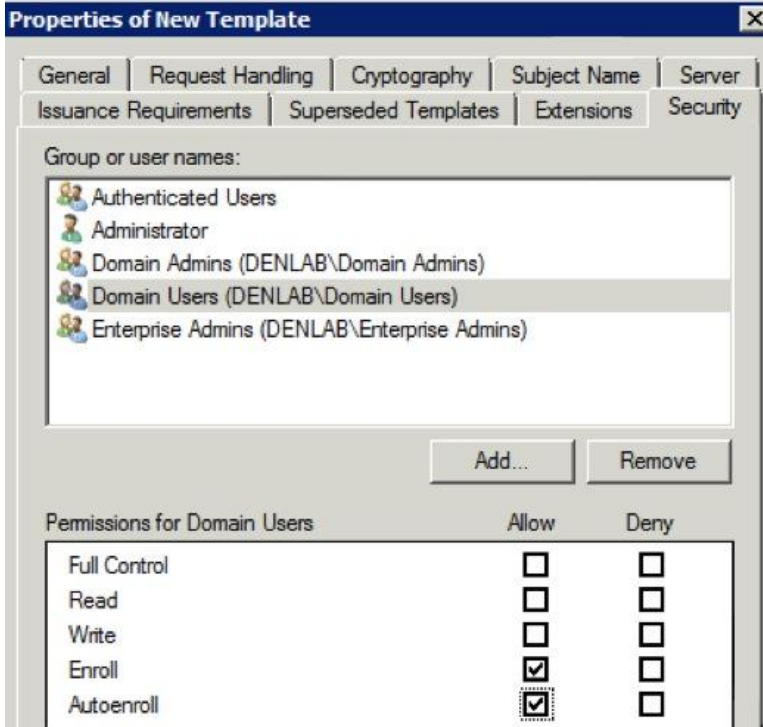 Properties of New Template
General Request Handling Cryptography Subject Name Server
Issuance Requirements Superseded Templates Extensions Security
Group or user names:
Authenticated Users
Administrator
Domain Admins (DENLAB\Domain Admins)
Domain Users (DENLAB\Domain Users)
Enterprise Admins (DENLAB\Enterprise Admins)
Add... Remove
Permissions for Domain Users Allow Deny
Full Control
Read
Write
Enroll
Autoenroll